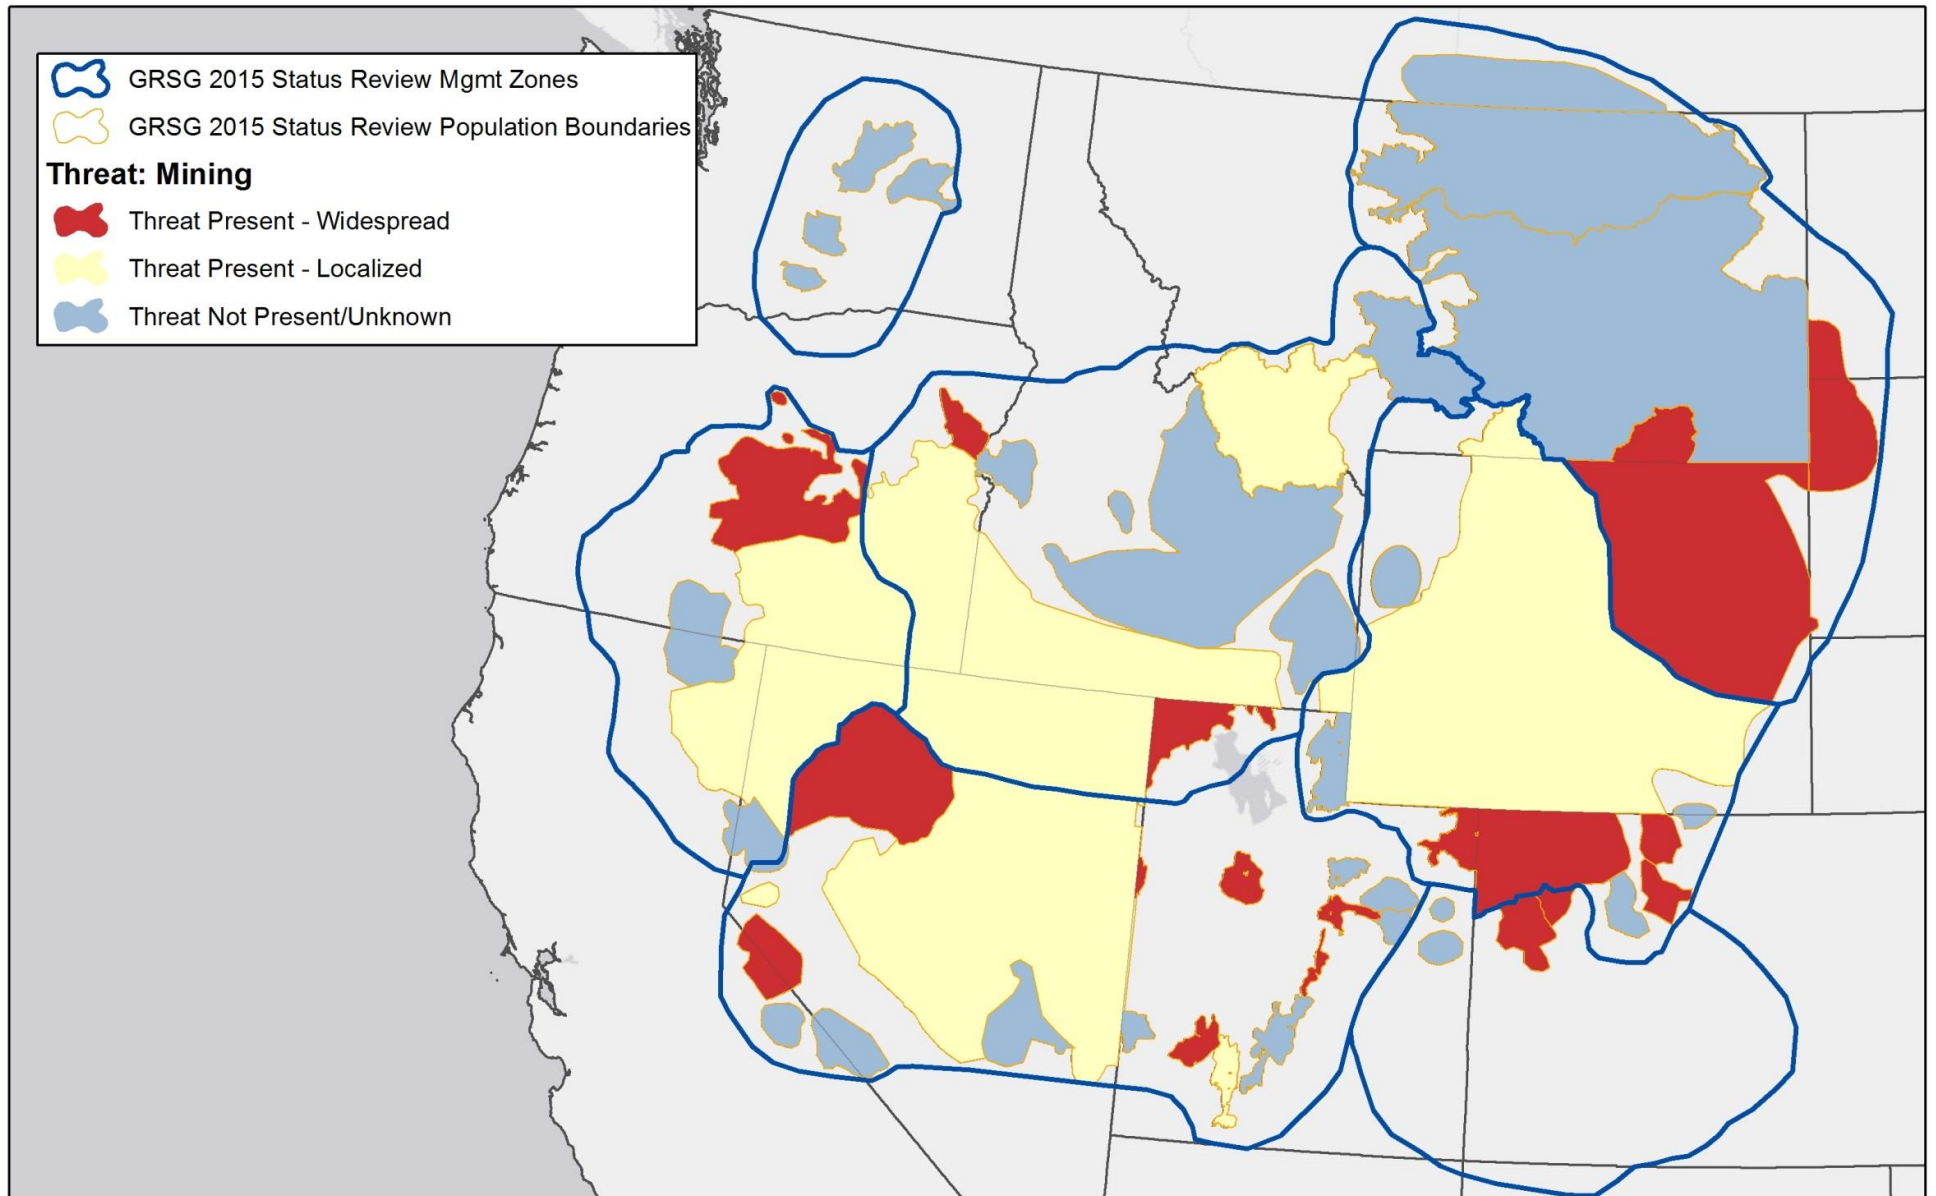 GRSG 2015 Status Review Mgmt Zones
GRSG 2015 Status Review Population Boundaries
Threat: Mining
Threat Present - Widespread
Threat Present - Localized
Threat Not Present/Unknown